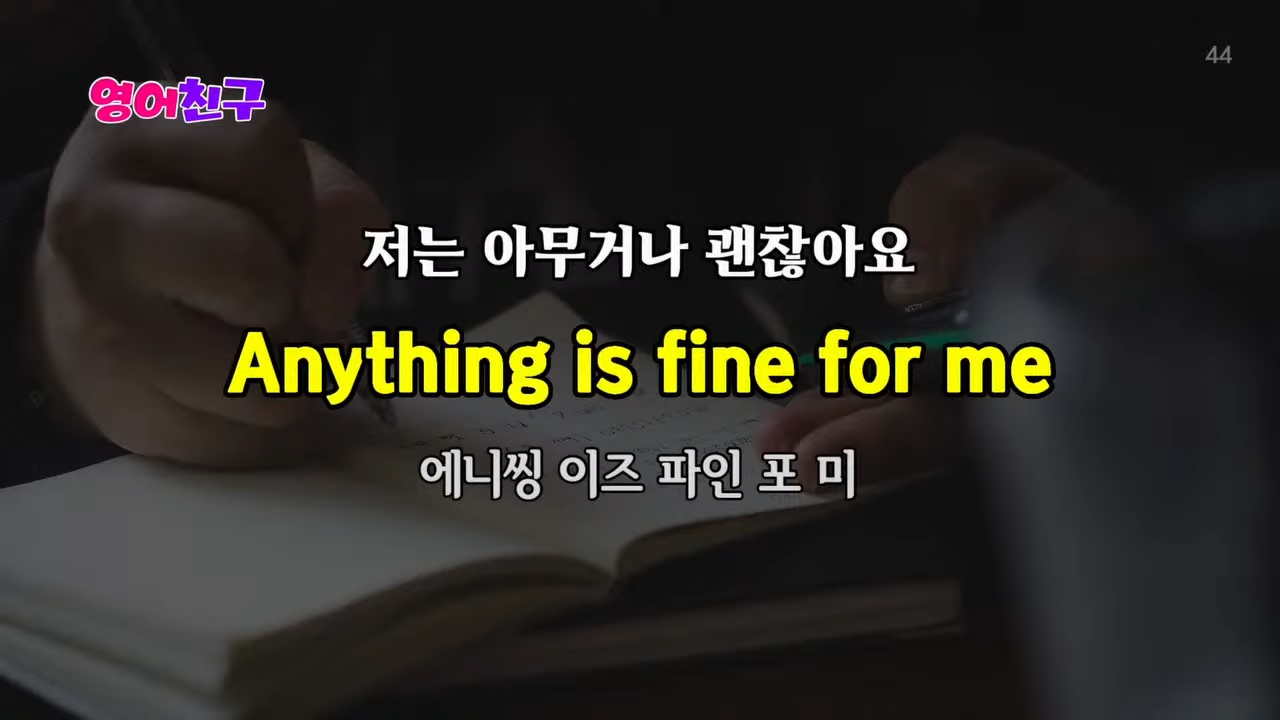 44
영어친구
저는 아무거나 괜찮아요
Anything is fine for me
에니씽 이즈 파인 포 미